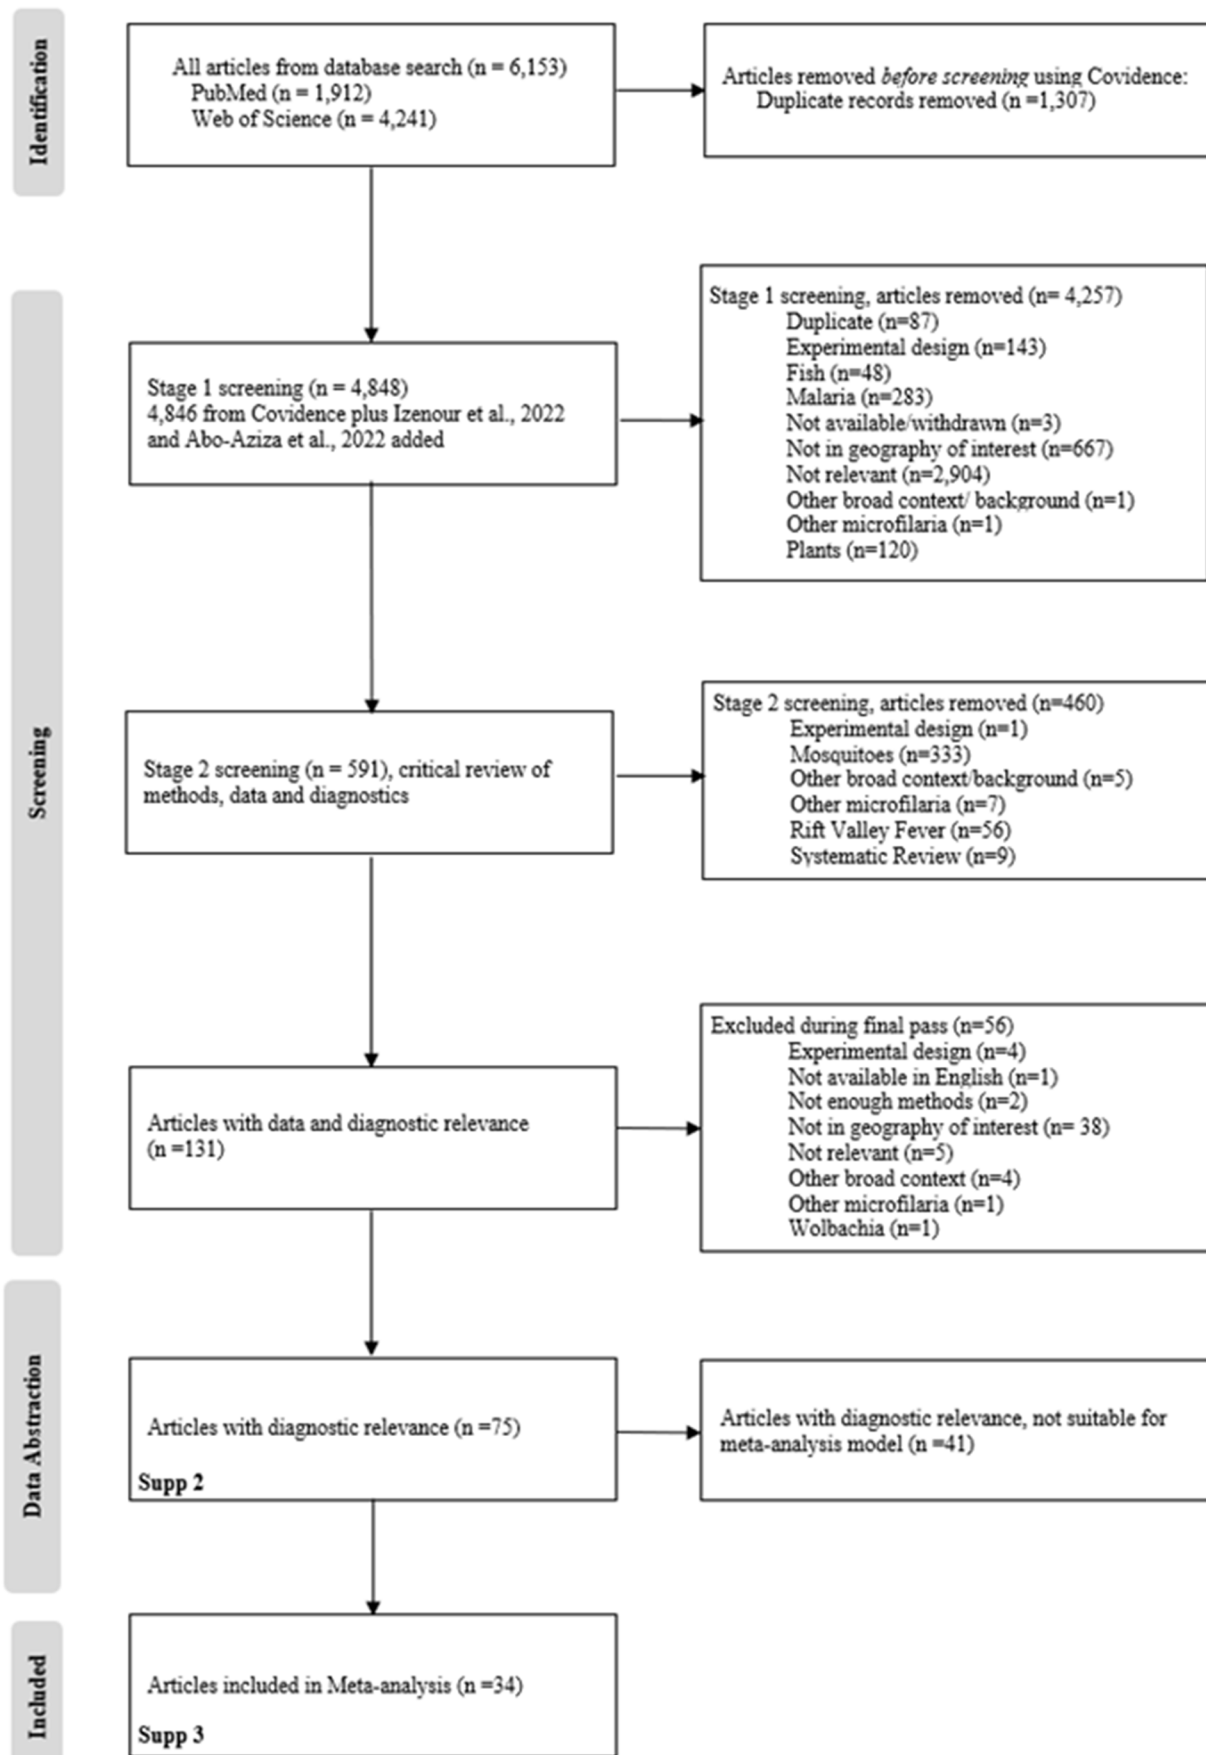 Identification
All articles from database search (n = 6,153)
PubMed (n = 1,912)
Web of Science (n = 4,241)
Articles removed before screening using Covidence:
Duplicate records removed (n =1,307)
Screening
Stage 1 screening (n = 4,848)
4,846 from Covidence plus Izenour et al., 2022
and Abo-Aziza et al., 2022 added
Stage 1 screening, articles removed (n= 4,257)
Duplicate (n=87)
Experimental design (n=143)
Fish (n=48)
Malaria (n=283)
Not available/withdrawn (n=3)
Not in geography of interest (n=667)
Not relevant (n=2,904)
Other broad context/ background (n=1)
Other microfilaria (n=1)
Plants (n=120)
Stage 2 screening (n = 591), critical review of
methods, data and diagnostics
Stage 2 screening, articles removed (n=460)
Experimental design (n=1)
Mosquitoes (n=333)
Other broad context/background (n=5)
Other microfilaria (n=7)
Rift Valley Fever (n=56)
Systematic Review (n=9)
Articles with data and diagnostic relevance
(n =131)
Excluded during final pass (n=56)
Experimental design (n=4)
Not available in English (n=1)
Not enough methods (n=2)
Not in geography of interest (n= 38)
Not relevant (n=5)
Other broad context (n=4)
Other microfilaria (n=1)
Wolbachia (n=1)
Data Abstraction
Articles with diagnostic relevance (n =75)
Supp 2
Articles with diagnostic relevance, not suitable for
meta-analysis model (n =41)
Included
Articles included in Meta-analysis (n =34)
Supp 3